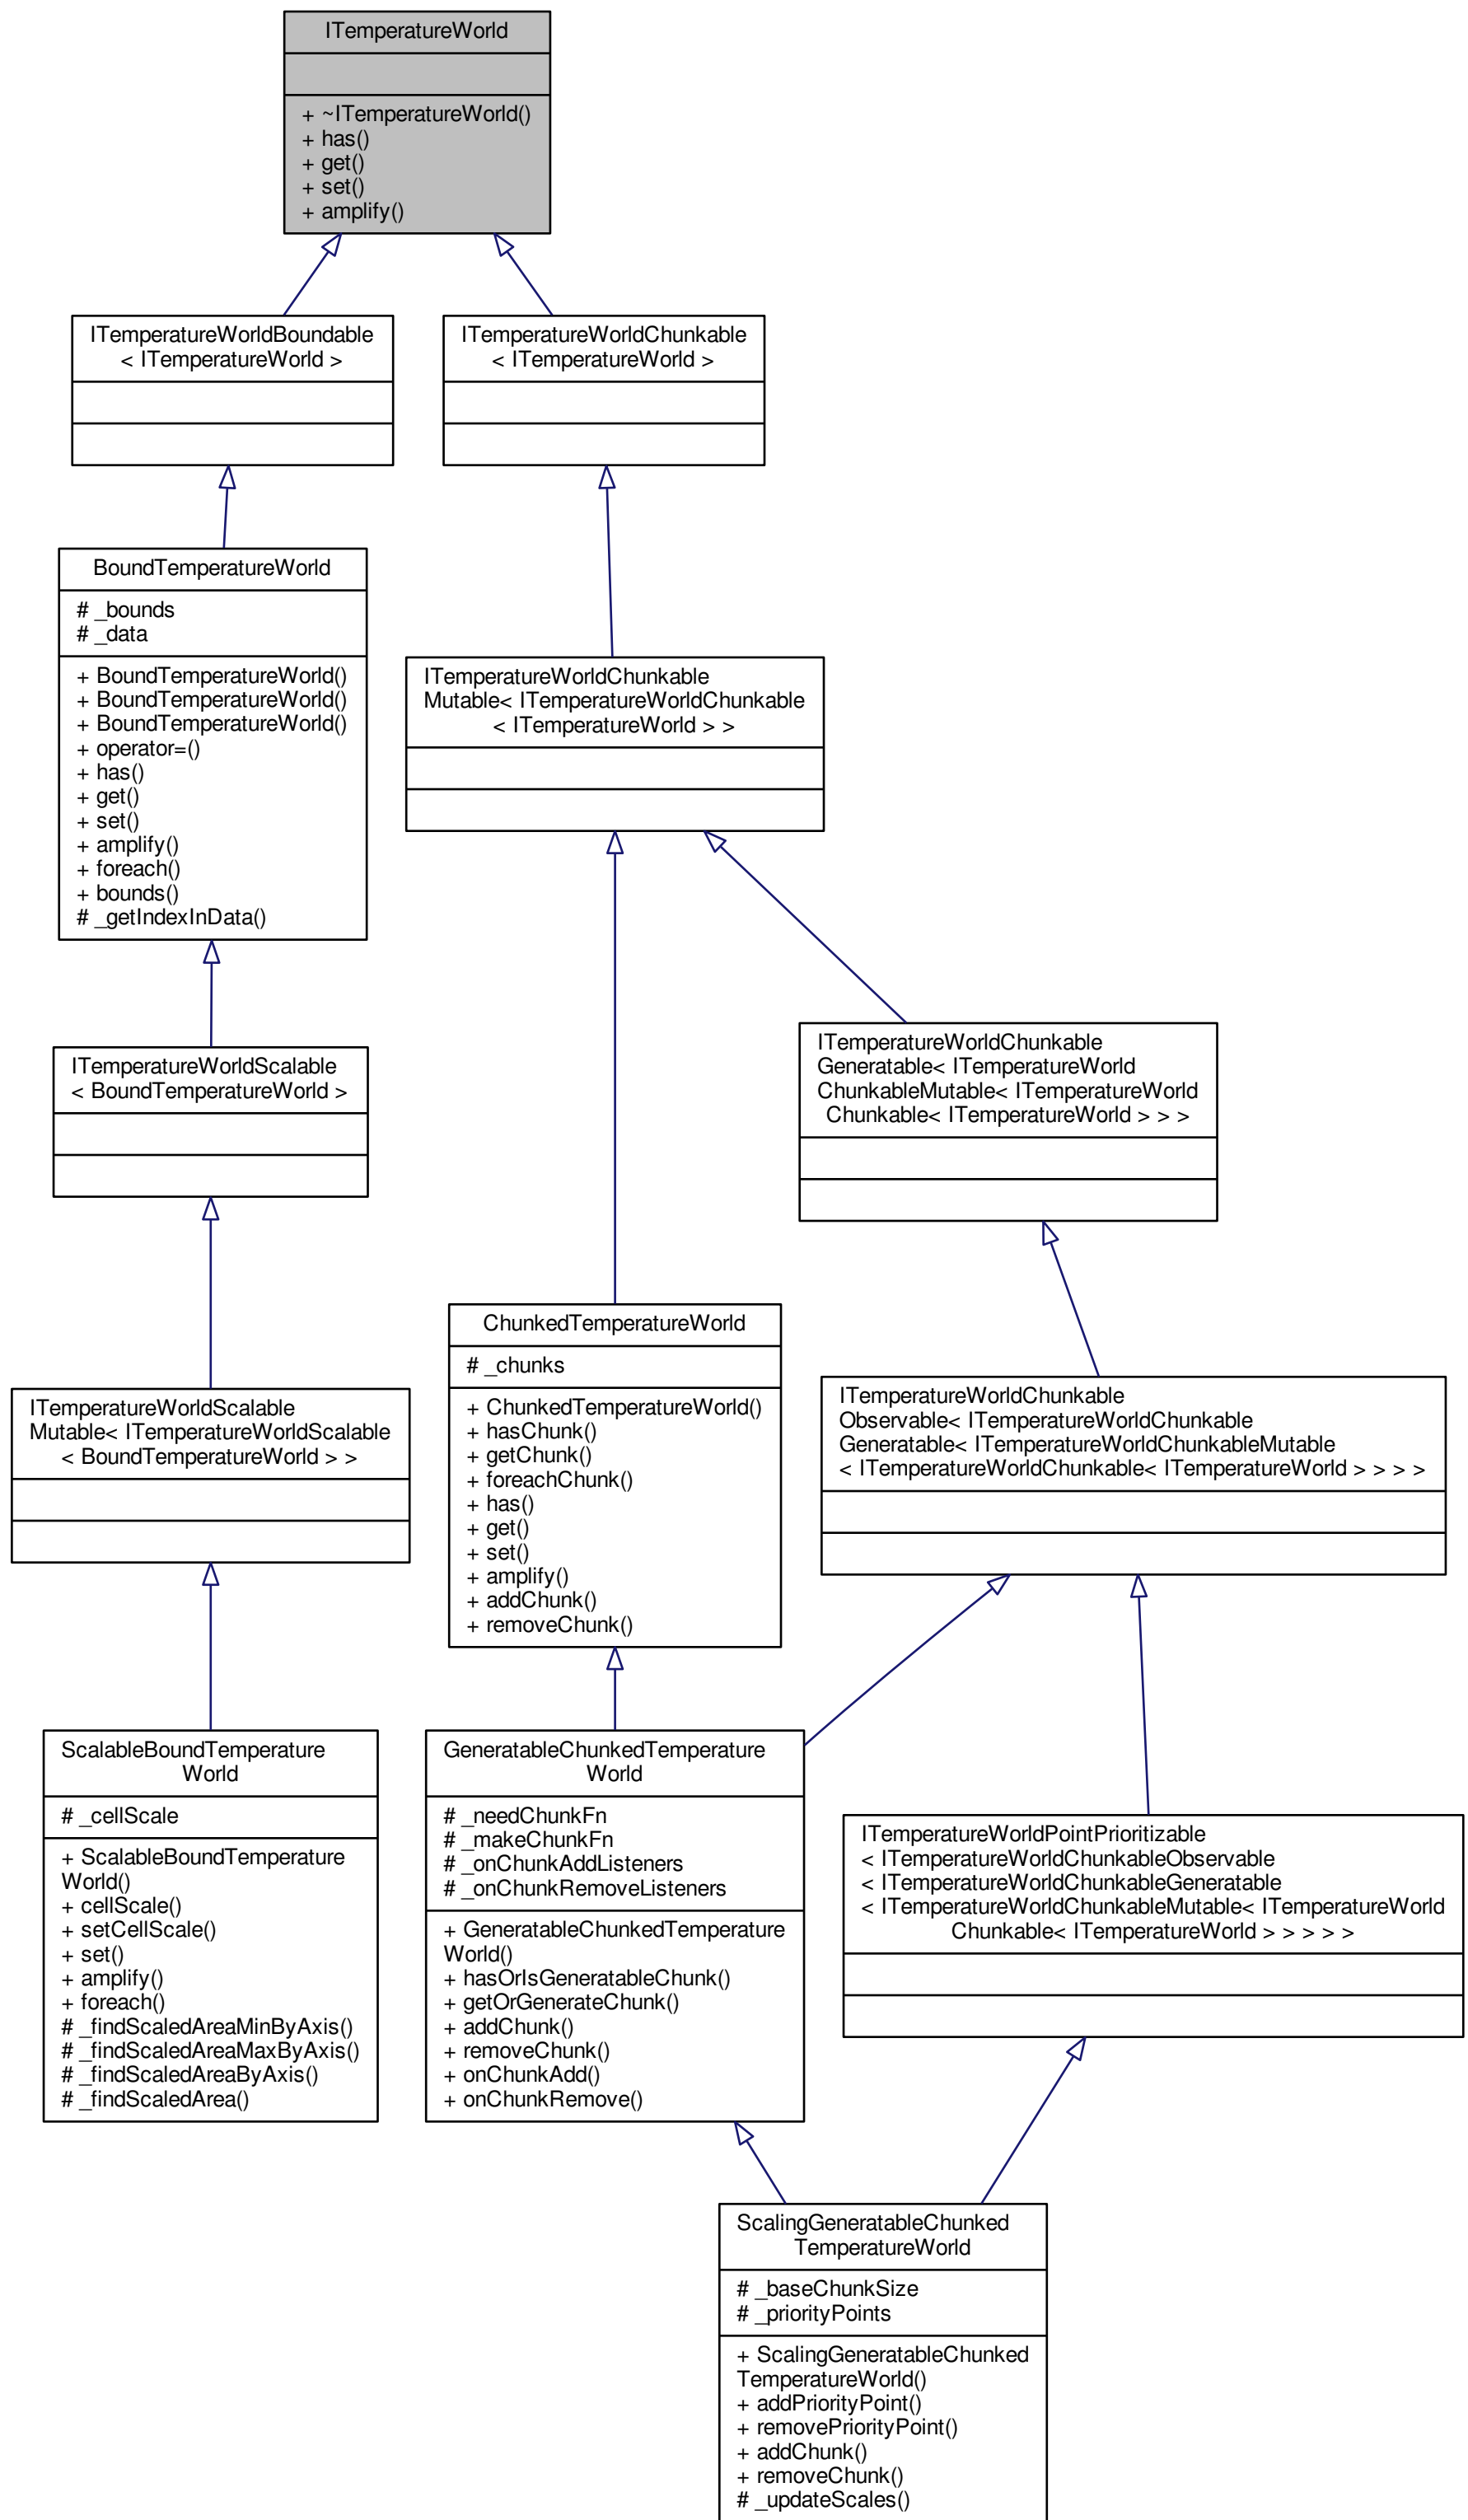 ITemperatureWorld
+ ~ITemperatureWorld()
+ has()
+ get()
+ set()
+ amplify()
ITemperatureWorldBoundable
< ITemperatureWorld >
ITemperatureWorldChunkable
< ITemperatureWorld >
BoundTemperatureWorld
# _bounds
# _data
+ BoundTemperatureWorld()
+ BoundTemperatureWorld()
+ BoundTemperatureWorld()
+ operator=()
+ has()
+ get()
+ set()
+ amplify()
+ foreach()
+ bounds()
# _getIndexInData()
ITemperatureWorldChunkable
Mutable< ITemperatureWorldChunkable
< ITemperatureWorld > >
ITemperatureWorldScalable
< BoundTemperatureWorld >
ITemperatureWorldChunkable
Generatable< ITemperatureWorld
ChunkableMutable< ITemperatureWorld
Chunkable< ITemperatureWorld > > >
ChunkedTemperatureWorld
# _chunks
+ ChunkedTemperatureWorld()
+ hasChunk()
+ getChunk()
+ foreachChunk()
+ has()
+ get()
+ set()
+ amplify()
+ addChunk()
+ removeChunk()
ITemperatureWorldScalable
Mutable< ITemperatureWorldScalable
< BoundTemperatureWorld > >
ITemperatureWorldChunkable
Observable< ITemperatureWorldChunkable
Generatable< ITemperatureWorldChunkableMutable
< ITemperatureWorldChunkable< ITemperatureWorld > > > >
ScalableBoundTemperature
World
# _cellScale
+ ScalableBoundTemperature
World()
+ cellScale()
+ setCellScale()
+ set()
+ amplify()
+ foreach()
# _findScaledAreaMinByAxis()
# _findScaledAreaMaxByAxis()
# _findScaledAreaByAxis()
# _findScaledArea()
GeneratableChunkedTemperature
World
# _needChunkFn
# _makeChunkFn
# _onChunkAddListeners
# _onChunkRemoveListeners
+ GeneratableChunkedTemperature
World()
+ hasOrIsGeneratableChunk()
+ getOrGenerateChunk()
+ addChunk()
+ removeChunk()
+ onChunkAdd()
+ onChunkRemove()
ITemperatureWorldPointPrioritizable
< ITemperatureWorldChunkableObservable
< ITemperatureWorldChunkableGeneratable
< ITemperatureWorldChunkableMutable< ITemperatureWorld
Chunkable< ITemperatureWorld > > > > >
ScalingGeneratableChunked
TemperatureWorld
# _baseChunkSize
# _priorityPoints
+ ScalingGeneratableChunked
TemperatureWorld()
+ addPriorityPoint()
+ removePriorityPoint()
+ addChunk()
+ removeChunk()
# _updateScales()